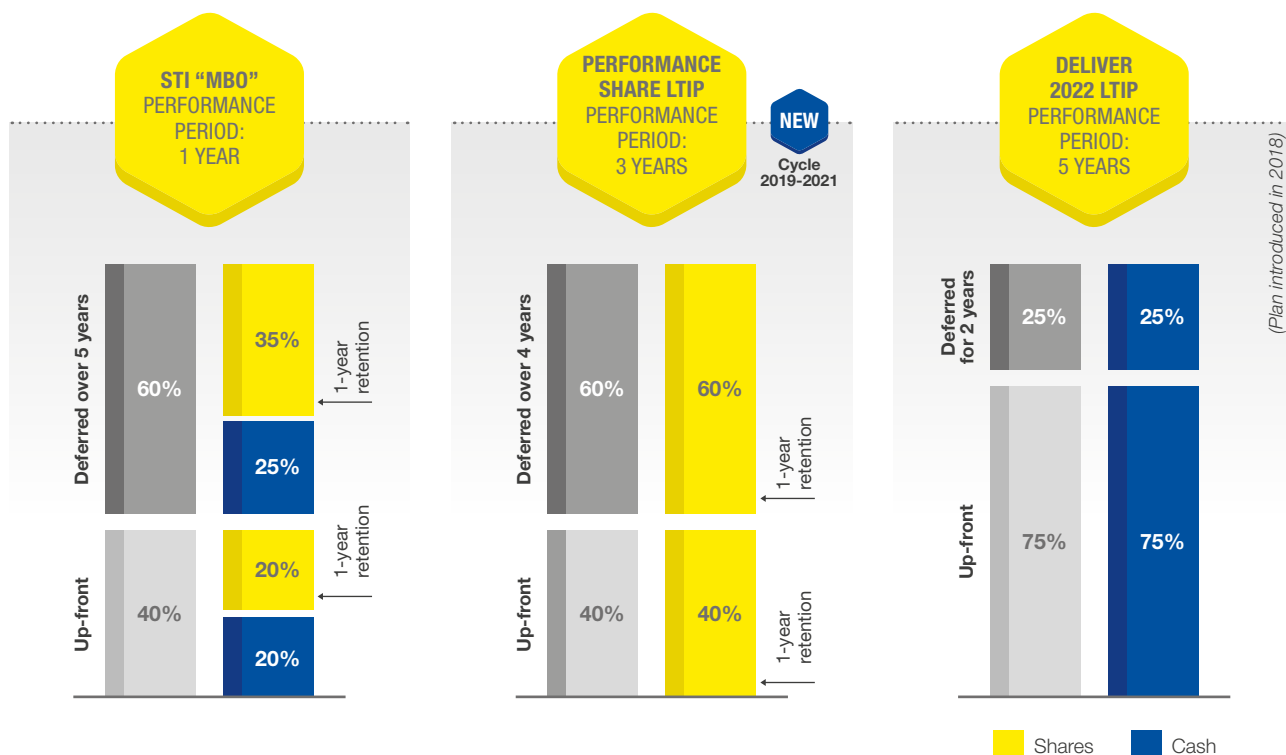 STI “MBO”
PERFORMANCE
PERIOD:
1 YEAR
Deferred over 5 years
60%
35%
1-year
retention
25%
Up-front
40%
20%
1-year
retention
20%
PERFORMANCE
SHARE LTIP
PERFORMANCE
PERIOD:
3 YEARS
NEW
Cycle
2019-2021
Deferred over 4 years
60%
60%
1-year
retention
Up-front
40%
40%
1-year
retention
DELIVER
2022 LTIP
PERFORMANCE
PERIOD:
5 YEARS
(Plan introduced in 2018)
Deferred
for 2 years
25%
25%
Up-front
75%
75%
Shares
Cash